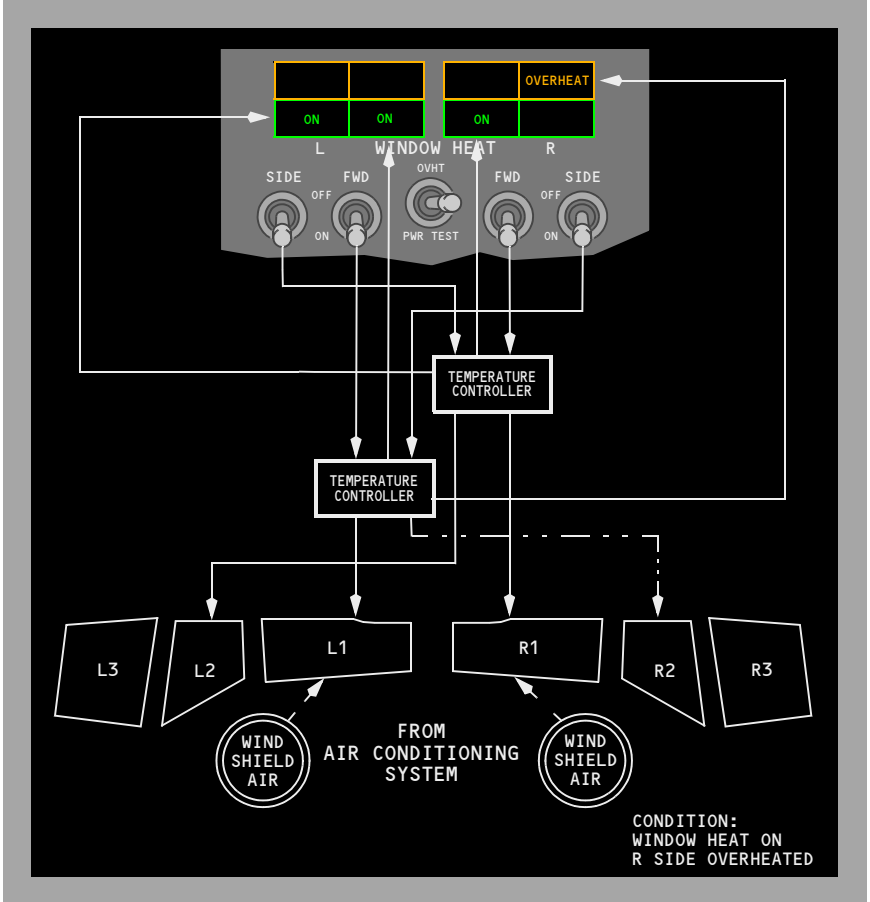 OVERHEAT
ON ON ON
L WINDOW HEAT R
OVHT
SIDE FWD FWD SIDE
OFF OFF
ON PWR TEST ON
TEMPERATURE
CONTROLLER
TEMPERATURE
CONTROLLER
L3 L2 L1 R1 R2 R3
WIND
SHIELD
AIR
FROM
AIR CONDITIONING
SYSTEM
WIND
SHIELD
AIR
CONDITION:
WINDOW HEAT ON
R SIDE OVERHEATED